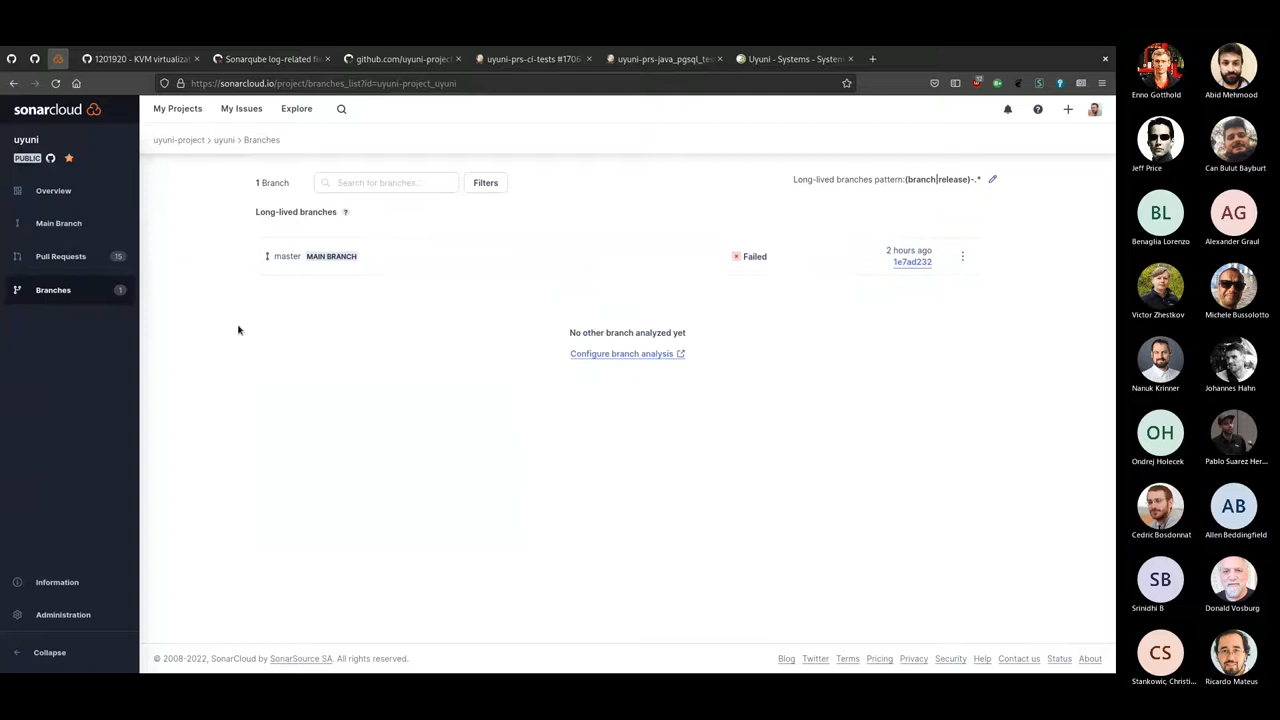 1201920 - KVM virtualiza
Sonarqube log-related fix
github.com/uyuni-project
uyuni-prs-ci-tests #1706
uyuni-prs-java_pgsql_tes
Uyuni - Systems - System
https://sonarcloud.io/project/branches_list?id=uyuni-project_uyuni
sonarcloud
My Projects
My Issues
Explore
uyuni
PUBLIC
Overview
Main Branch
Pull Requests 15
Branches 1
Information
Administration
Collapse
uyuni-project > uyuni > Branches
1 Branch
Search for branches...
Filters
Long-lived branches pattern:(branch|release)-.*
Long-lived branches ?
master MAIN BRANCH
Failed
2 hours ago
1e7ad232
No other branch analyzed yet
Configure branch analysis
© 2008-2022, SonarCloud by SonarSource SA. All rights reserved.
Blog Twitter Terms Pricing Privacy Security Help Contact us Status About
Enno Gotthold
Abid Mehmood
Jeff Price
Can Bulut Bayburt
BL
AG
Benaglia Lorenzo
Alexander Graul
Victor Zhestkov
Michele Bussolotto
Nanuk Krinner
Johannes Hahn
OH
Ondrej Holecek
Pablo Suarez Her...
AB
Cedric Bosdonnat
Allen Beddingfield
SB
Srinidhi B
Donald Vosburg
CS
Stankowic, Christi...
Ricardo Mateus